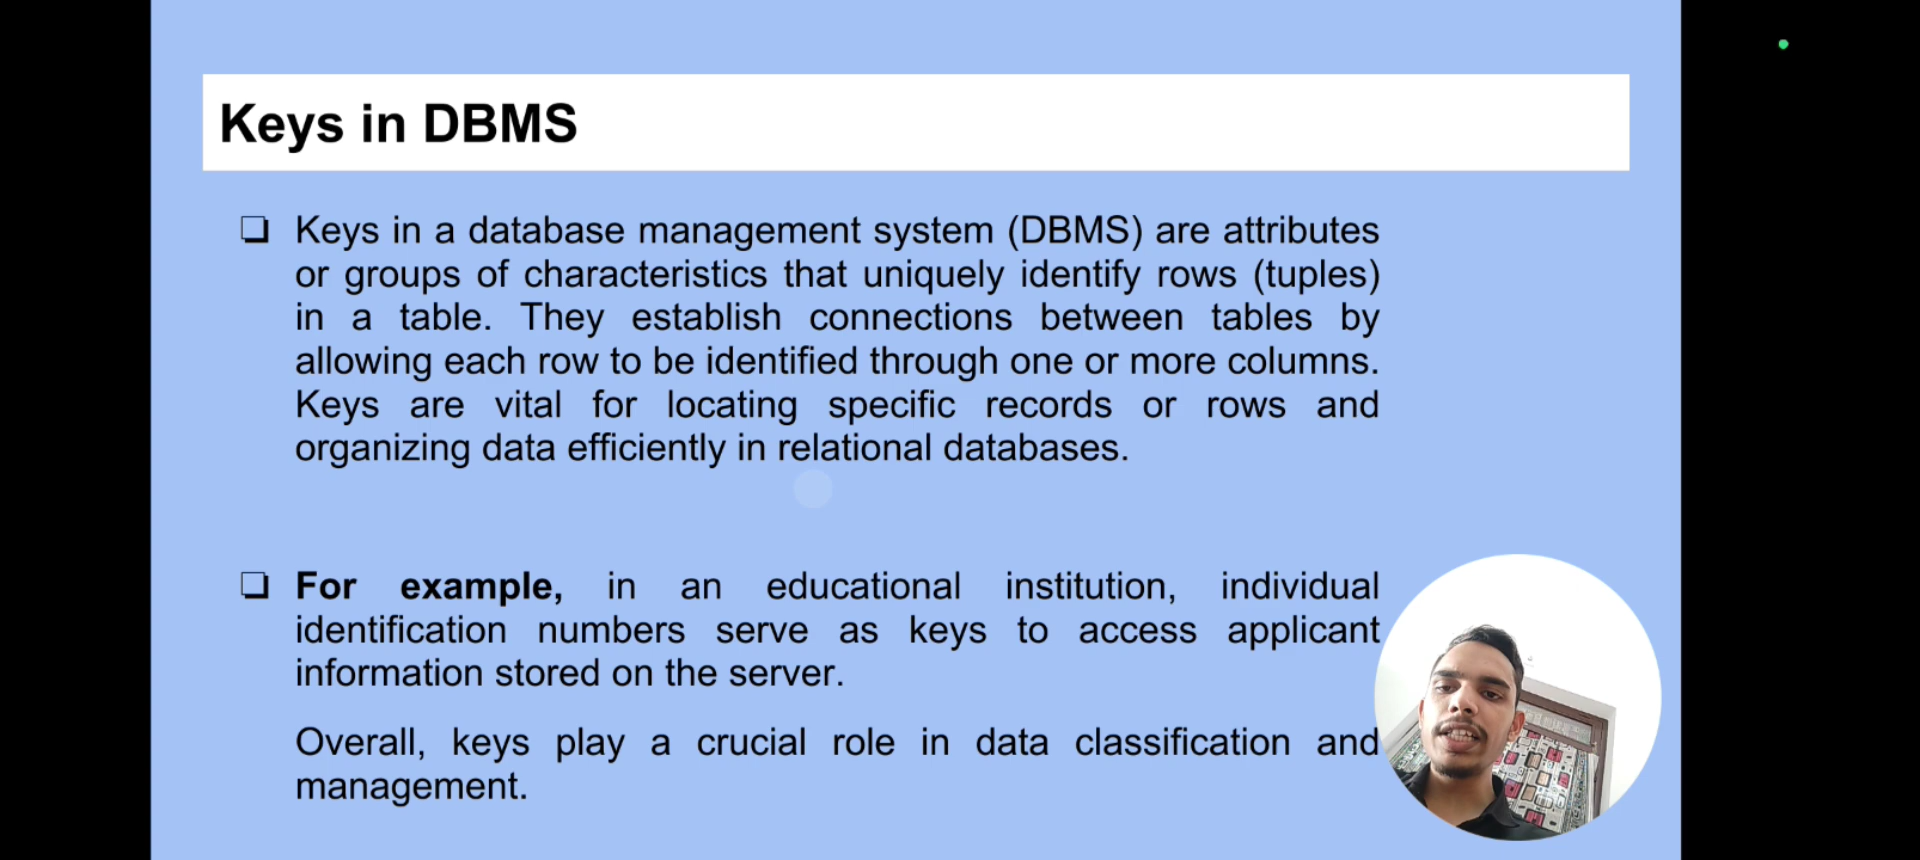 Keys in DBMS
Keys in a database management system (DBMS) are attributes
or groups of characteristics that uniquely identify rows (tuples)
in a table. They establish connections between tables by
allowing each row to be identified through one or more columns.
Keys are vital for locating specific records or rows and
organizing data efficiently in relational databases.
For example, in an educational institution, individual
identification numbers serve as keys to access applicant
information stored on the server.
Overall, keys play a crucial role in data classification and
management.